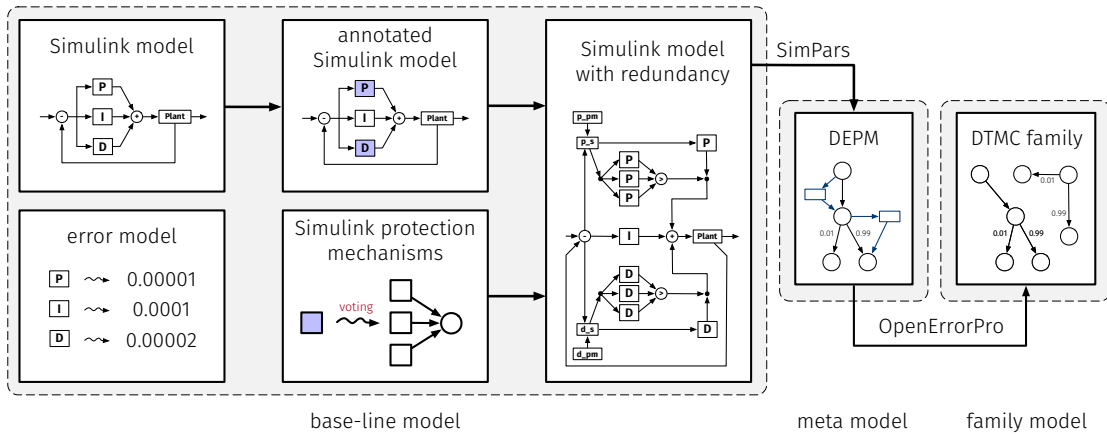 Simulink model
P
-
I
+
Plant
D
annotated
Simulink model
P
-
I
+
Plant
D
Simulink model
with redundancy
p_pm
p_s
P
P
P
>
P
-
I
+
Plant
D
D
>
D
d_s
D
d_pm
error model
P 0.00001
I 0.0001
D 0.00002
Simulink protection
mechanisms
voting
SimPars
DEPM
0.01
0.99
DTMC family
0.01
0.99
0.01
0.99
OpenErrorPro
base-line model
meta model
family model